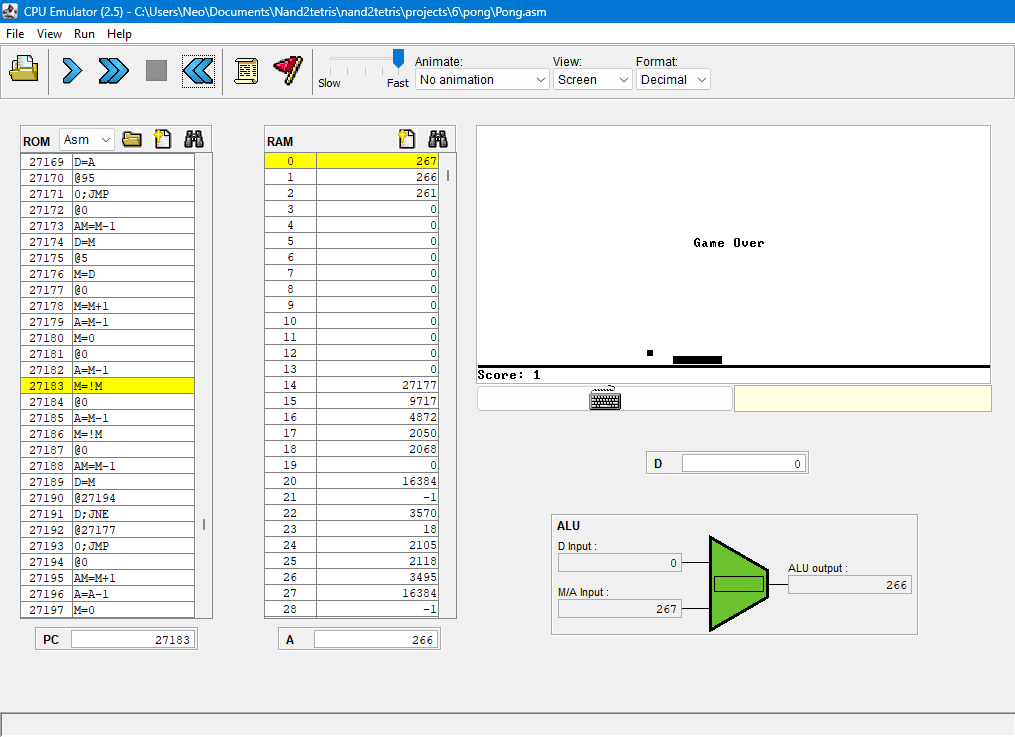 CPU Emulator (2.5) - C:\Users\Neo\Documents\Nand2tetris\nand2tetris\projects\6\pong\Pong.asm
File View Run Help
Slow Fast
Animate: View: Format:
No animation Screen Decimal
ROM Asm
27169 D=A
27170 @95
27171 0;JMP
27172 @0
27173 AM=M-1
27174 D=M
27175 @5
27176 M=D
27177 @0
27178 M=M+1
27179 A=M-1
27180 M=0
27181 @0
27182 A=M-1
27183 M=!M
27184 @0
27185 A=M-1
27186 M=!M
27187 @0
27188 AM=M-1
27189 D=M
27190 @27194
27191 D;JNE
27192 @27177
27193 0;JMP
27194 @0
27195 AM=M+1
27196 A=A-1
27197 M=0
PC 27183
RAM
0 267
1 266
2 261
3 0
4 0
5 0
6 0
7 0
8 0
9 0
10 0
11 0
12 0
13 0
14 27177
15 9717
16 4872
17 2050
18 2068
19 0
20 16384
21 -1
22 3570
23 18
24 2105
25 2118
26 3495
27 16384
28 -1
A 266
Game Over
Score: 1
D 0
ALU
D Input :
0
M/A Input :
267
ALU output :
266